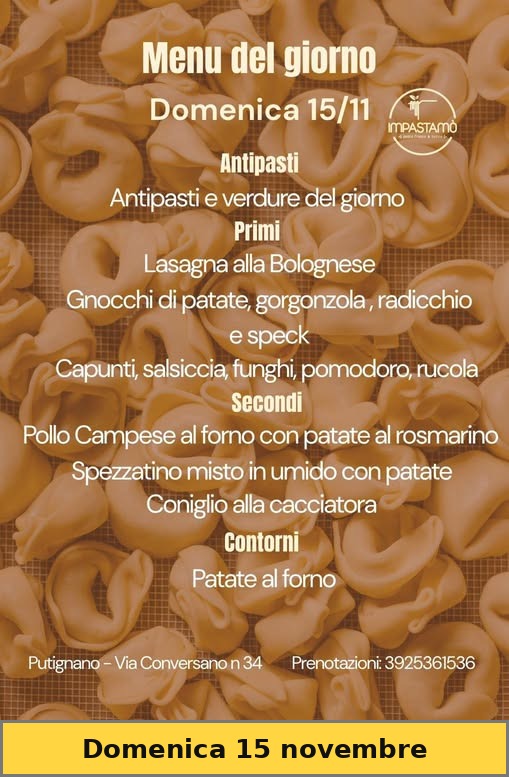 Menu del giorno
Domenica 15/11
IMPASTAMÒ
Antipasti
Antipasti e verdure del giorno
Primi
Lasagna alla Bolognese
Gnocchi di patate, gorgonzola , radicchio
e speck
Capunti, salsiccia, funghi, pomodoro, rucola
Secondi
Pollo Campese al forno con patate al rosmarino
Spezzatino misto in umido con patate
Coniglio alla cacciatora
Contorni
Patate al forno
Putignano - Via Conversano n 34 Prenotazioni: 3925361536
Domenica 15 novembre